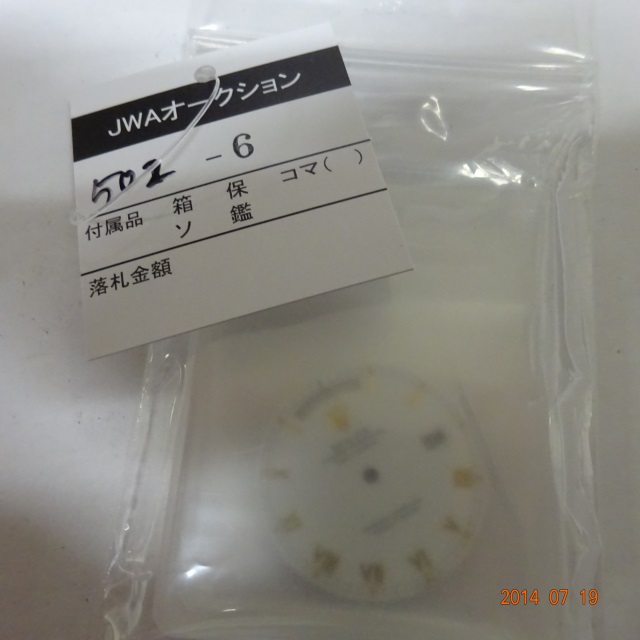 JWAオークション
502 - 6
付属品 箱 保 コマ( )
ソ 鑑
落札金額
2014 07 19